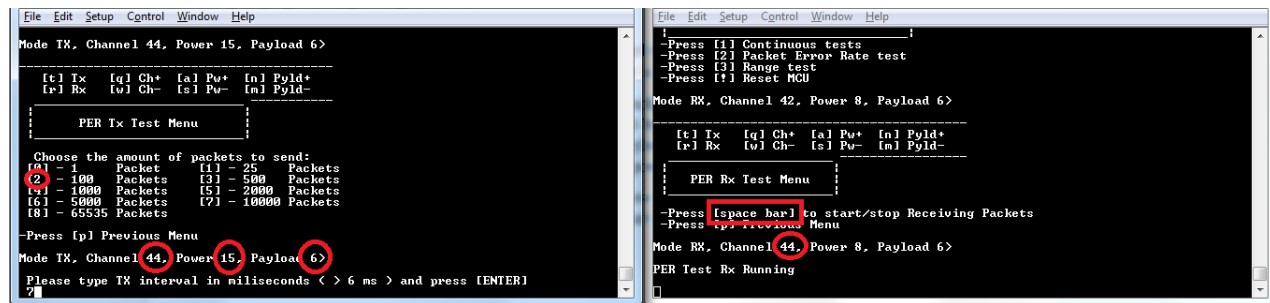 File Edit Setup Control Window Help
Mode TX, Channel 44, Power 15, Payload 6>
[t] Tx [q] Ch+ [a] Pw+ [n] Pyld+
[r] Rx [w] Ch- [s] Pw- [m] Pyld-
PER Tx Test Menu
Choose the amount of packets to send:
[0] - 1 Packet [1] - 25 Packets
[2 - 100 Packets [3] - 500 Packets
[4] - 1000 Packets [5] - 2000 Packets
[6] - 5000 Packets [7] - 10000 Packets
[8] - 65535 Packets
-Press [p] Previous Menu
Mode TX, Channel 44, Power 15, Payload 6>
Please type TX interval in miliseconds ( > 6 ms ) and press [ENTER]
7
File Edit Setup Control Window Help
-Press [1] Continuous tests
-Press [2] Packet Error Rate test
-Press [3] Range test
-Press [!] Reset MCU
Mode RX, Channel 42, Power 8, Payload 6>
[t] Tx [q] Ch+ [a] Pw+ [n] Pyld+
[r] Rx [w] Ch- [s] Pw- [m] Pyld-
PER Rx Test Menu
-Press [space bar] to start/stop Receiving Packets
-Press [p] Previous Menu
Mode RX, Channel 44, Power 8, Payload 6>
PER Test Rx Running